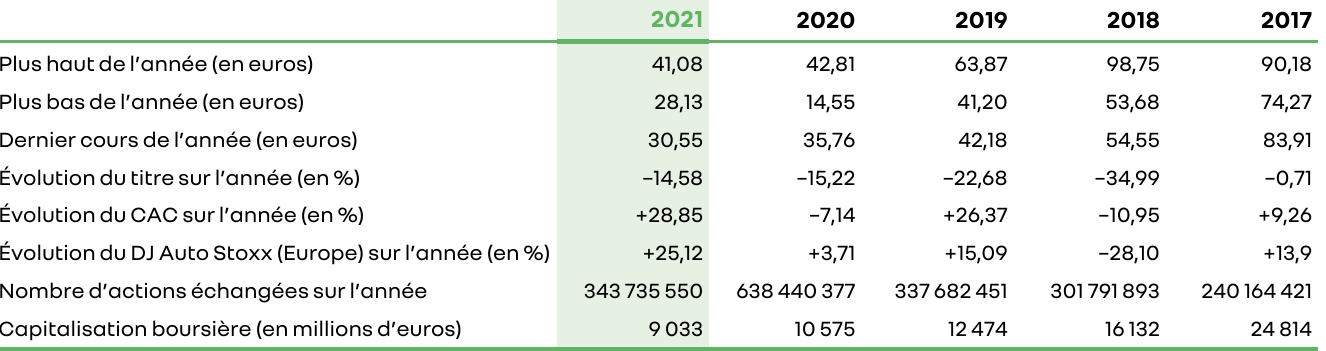 2021 2020 2019 2018 2017
Plus haut de l'année (en euros) 41,08 42,81 63,87 98,75 90,18
Plus bas de l'année (en euros) 28,13 14,55 41,20 53,68 74,27
Dernier cours de l'année (en euros) 30,55 35,76 42,18 54,55 83,91
Évolution du titre sur l'année (en %) −14,58 −15,22 −22,68 −34,99 −0,71
Évolution du CAC sur l'année (en %) +28,85 −7,14 +26,37 −10,95 +9,26
Évolution du DJ Auto Stoxx (Europe) sur l'année (en %) +25,12 +3,71 +15,09 −28,10 +13,9
Nombre d'actions échangées sur l'année 343 735 550 638 440 377 337 682 451 301 791 893 240 164 421
Capitalisation boursière (en millions d'euros) 9 033 10 575 12 474 16 132 24 814